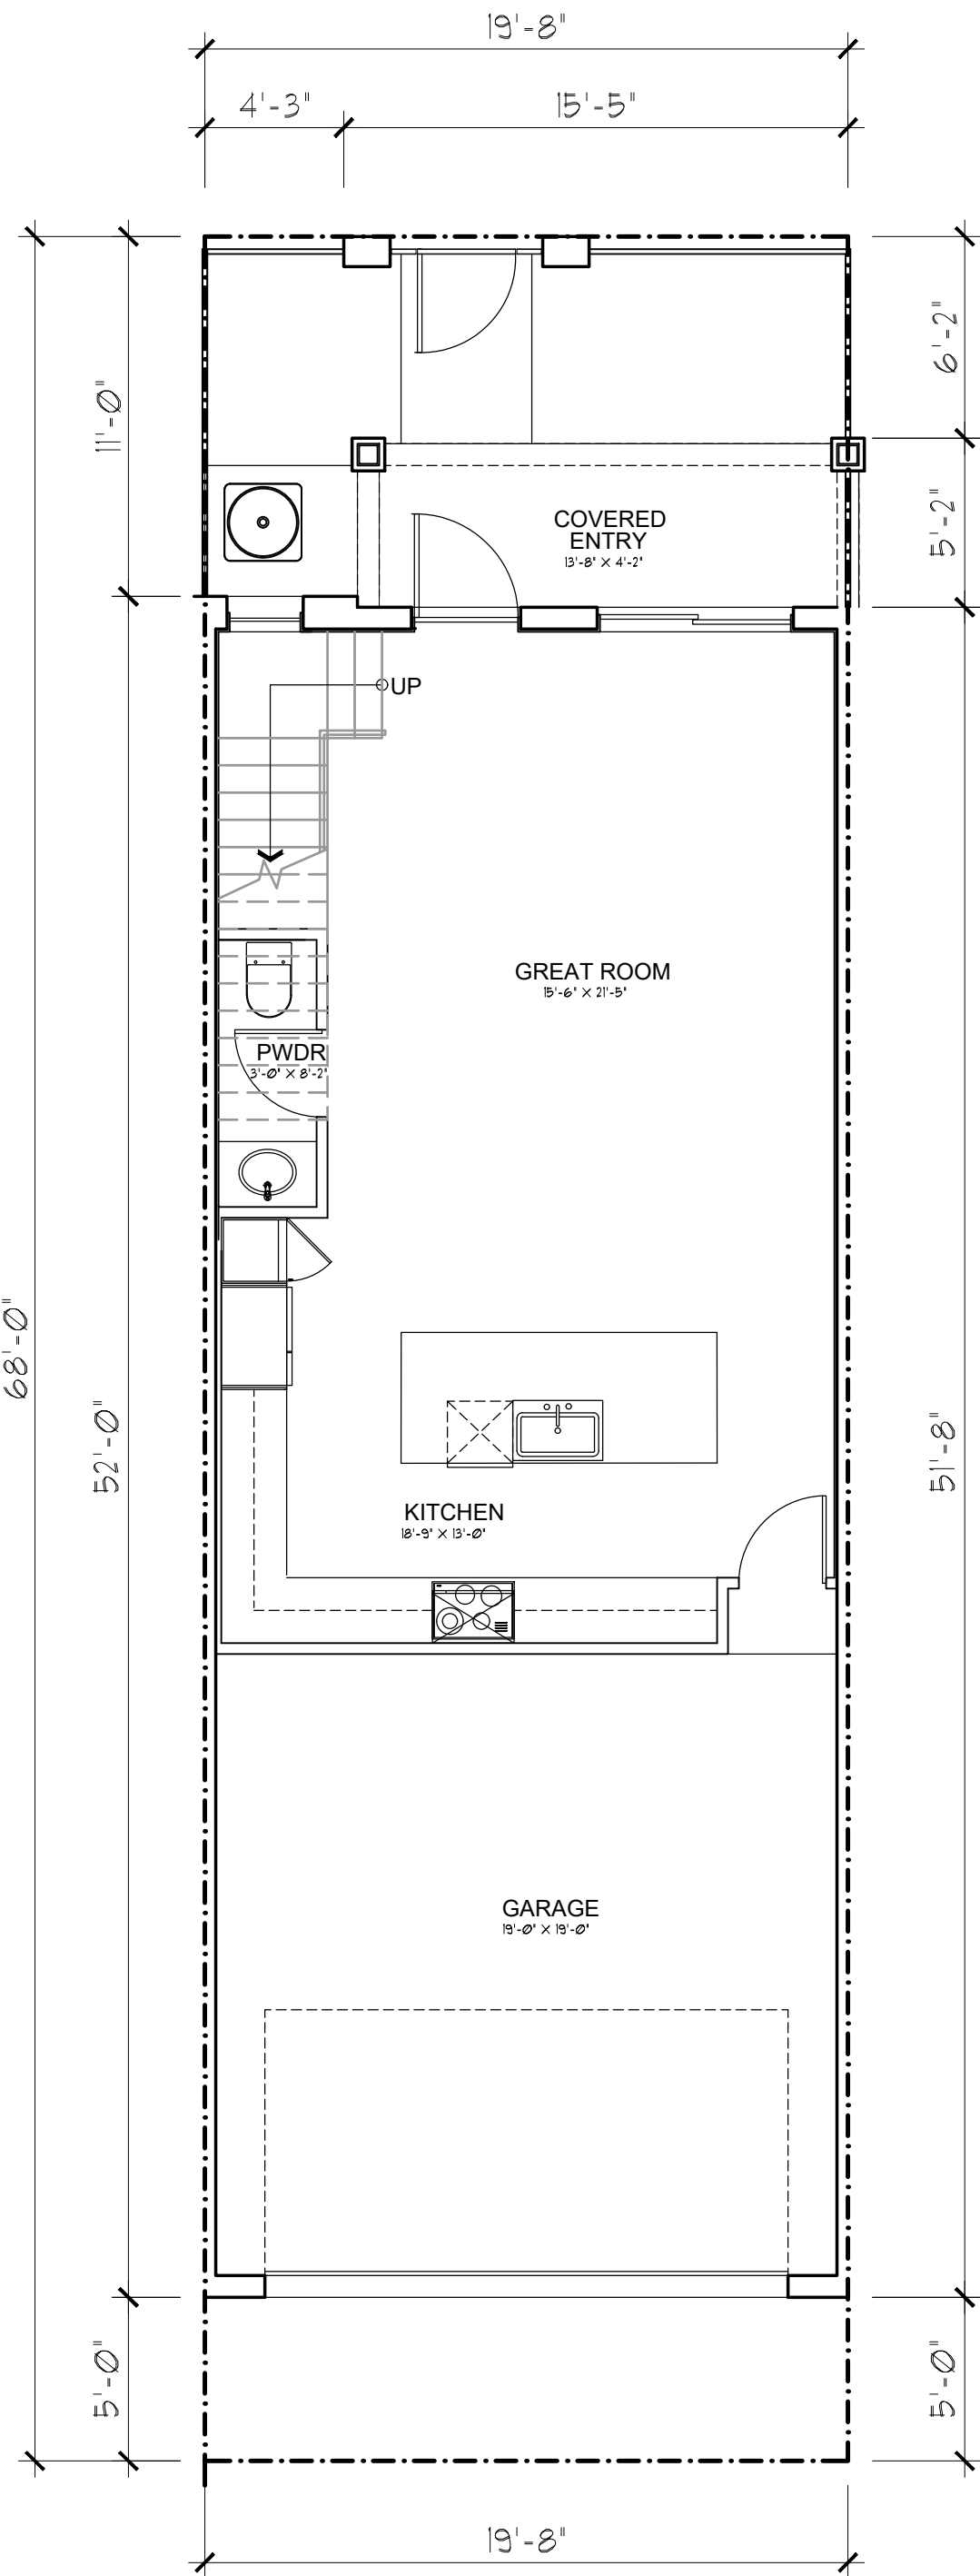 19'-8"
4'-3"
15'-5"
11'-0"
6'-2"
5'-2"
COVERED
ENTRY
13'-8" X 4'-2"
UP
GREAT ROOM
15'-6" X 21'-5"
PWDR
3'-0" X 8'-2"
68'-0"
52'-0"
51'-8"
KITCHEN
18'-9" X 13'-0"
GARAGE
19'-0" X 19'-0"
5'-0"
5'-0"
19'-8"